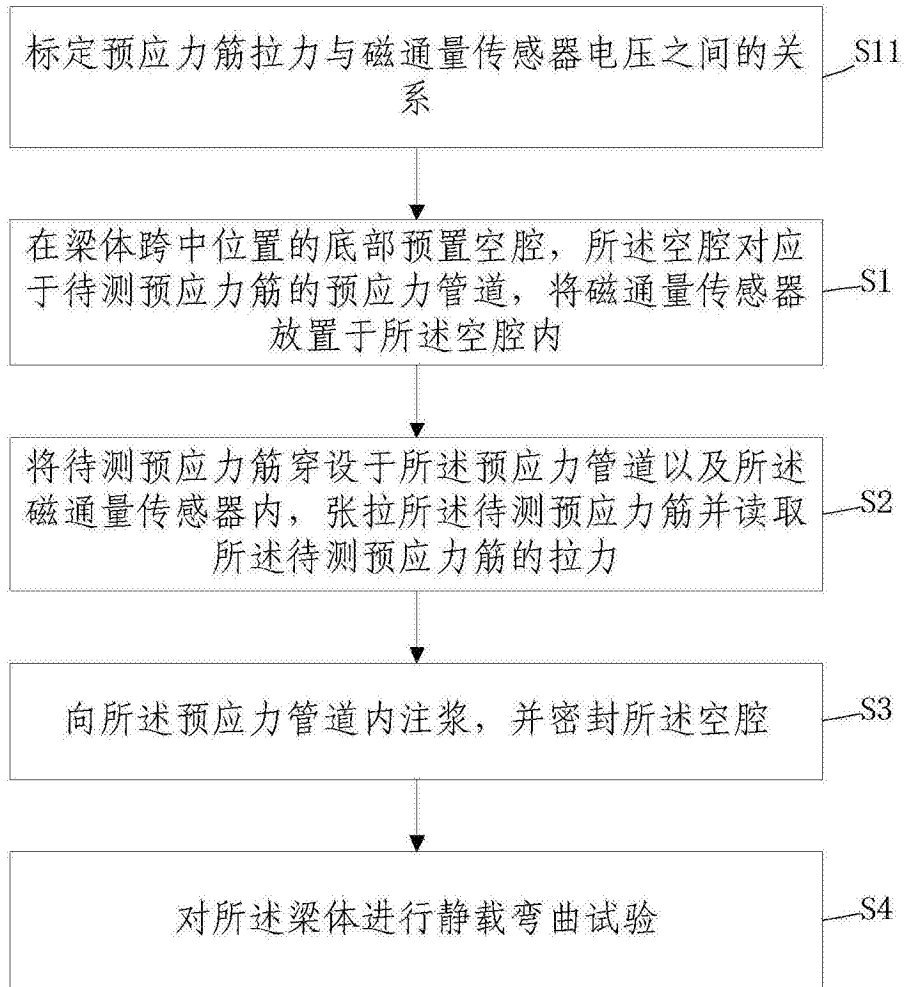 标定预应力筋拉力与磁通量传感器电压之间的关
系
S11
在梁体跨中位置的底部预置空腔，所述空腔对应
于待测预应力筋的预应力管道，将磁通量传感器
放置于所述空腔内
S1
将待测预应力筋穿设于所述预应力管道以及所述
磁通量传感器内，张拉所述待测预应力筋并读取
所述待测预应力筋的拉力
S2
向所述预应力管道内注浆，并密封所述空腔
S3
对所述梁体进行静载弯曲试验
S4